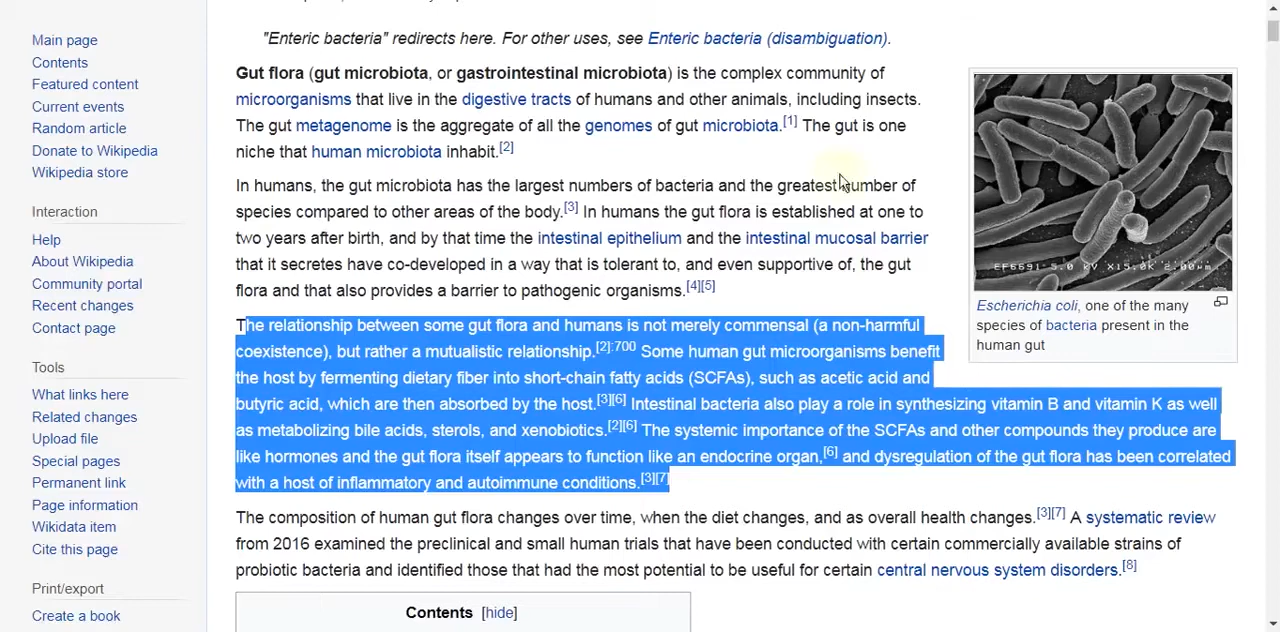 Main page
Contents
Featured content
Current events
Random article
Donate to Wikipedia
Wikipedia store
Interaction
Help
About Wikipedia
Community portal
Recent changes
Contact page
Tools
What links here
Related changes
Upload file
Special pages
Permanent link
Page information
Wikidata item
Cite this page
Print/export
Create a book
"Enteric bacteria" redirects here. For other uses, see Enteric bacteria (disambiguation).
Gut flora (gut microbiota, or gastrointestinal microbiota) is the complex community of
microorganisms that live in the digestive tracts of humans and other animals, including insects.
The gut metagenome is the aggregate of all the genomes of gut microbiota.[1] The gut is one
niche that human microbiota inhabit.[2]
In humans, the gut microbiota has the largest numbers of bacteria and the greatest number of
species compared to other areas of the body.[3] In humans the gut flora is established at one to
two years after birth, and by that time the intestinal epithelium and the intestinal mucosal barrier
that it secretes have co-developed in a way that is tolerant to, and even supportive of, the gut
flora and that also provides a barrier to pathogenic organisms.[4][5]
The relationship between some gut flora and humans is not merely commensal (a non-harmful
coexistence), but rather a mutualistic relationship.[2]:700 Some human gut microorganisms benefit
the host by fermenting dietary fiber into short-chain fatty acids (SCFAs), such as acetic acid and
butyric acid, which are then absorbed by the host.[3][6] Intestinal bacteria also play a role in synthesizing vitamin B and vitamin K as well
as metabolizing bile acids, sterols, and xenobiotics.[2][6] The systemic importance of the SCFAs and other compounds they produce are
like hormones and the gut flora itself appears to function like an endocrine organ,[6] and dysregulation of the gut flora has been correlated
with a host of inflammatory and autoimmune conditions.[3][7]
The composition of human gut flora changes over time, when the diet changes, and as overall health changes.[3][7] A systematic review
from 2016 examined the preclinical and small human trials that have been conducted with certain commercially available strains of
probiotic bacteria and identified those that had the most potential to be useful for certain central nervous system disorders.[8]
Contents [hide]
EF6691-5.0 kV X15.0k 2.00µm
Escherichia coli, one of the many
species of bacteria present in the
human gut